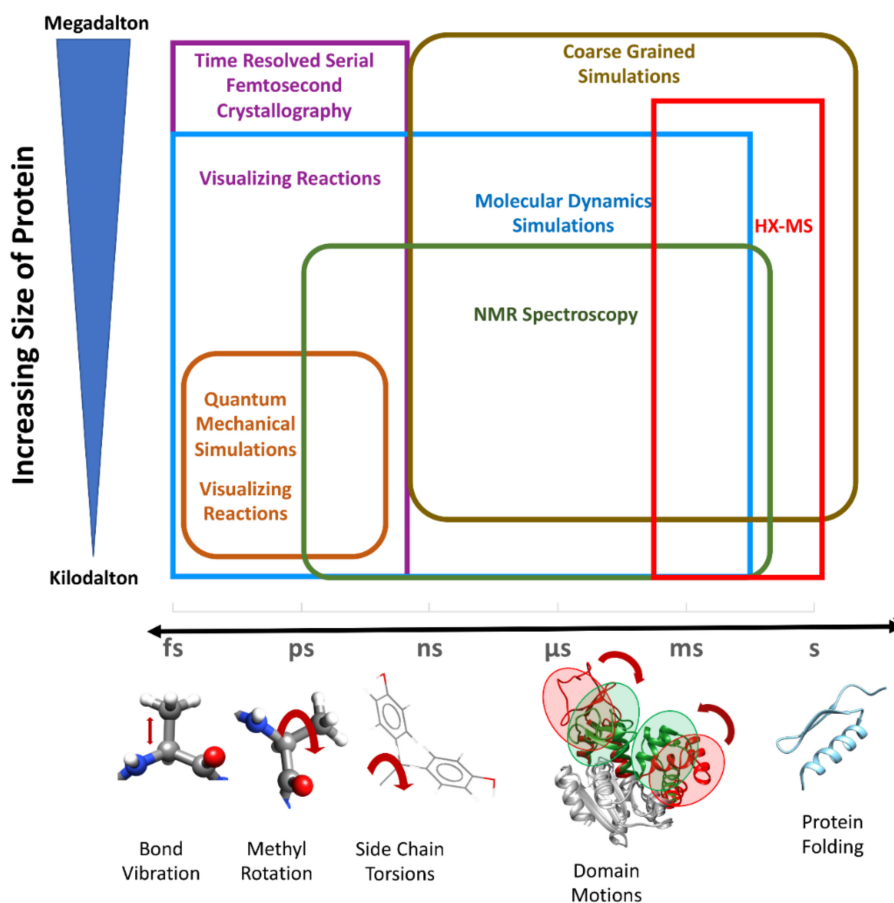 Megadalton
Increasing Size of Protein
Kilodalton
Time Resolved Serial
Femtosecond
Crystallography
Visualizing Reactions
Coarse Grained
Simulations
Molecular Dynamics
Simulations
HX-MS
NMR Spectroscopy
Quantum
Mechanical
Simulations
Visualizing
Reactions
fs ps ns μs ms s
Bond
Vibration
Methyl
Rotation
Side Chain
Torsions
Domain
Motions
Protein
Folding